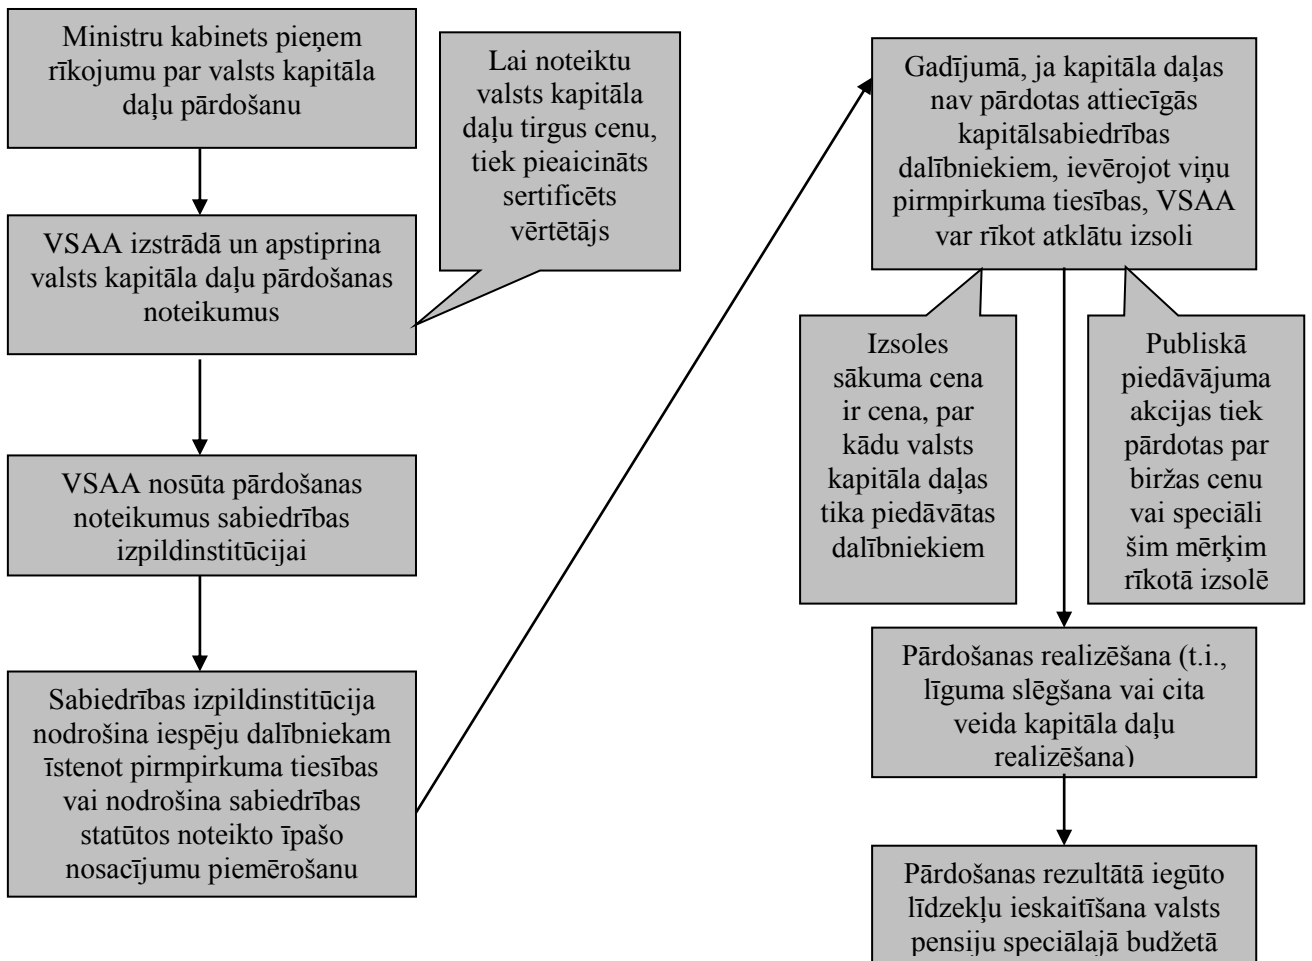 Ministru kabinets pieņem
rīkojumu par valsts kapitāla
daļu pārdošanu
Lai noteiktu
valsts kapitāla
daļu tirgus cenu,
tiek pieaicināts
sertificēts
vērtētājs
VSAA izstrādā un apstiprina
valsts kapitāla daļu pārdošanas
noteikumus
VSAA nosūta pārdošanas
noteikumus sabiedrības
izpildinstitūcijai
Sabiedrības izpildinstitūcija
nodrošina iespēju dalībniekam
īstenot pirmpirkuma tiesības
vai nodrošina sabiedrības
statūtos noteikto īpašo
nosacījumu piemērošanu
Gadījumā, ja kapitāla daļas
nav pārdotas attiecīgās
kapitālsabiedrības
dalībniekiem, ievērojot viņu
pirmpirkuma tiesības, VSAA
var rīkot atklātu izsoli
Izsoles
sākuma cena
ir cena, par
kādu valsts
kapitāla daļas
tika piedāvātas
dalībniekiem
Publiskā
piedāvājuma
akcijas tiek
pārdotas par
biržas cenu
vai speciāli
šim mērķim
rīkotā izsolē
Pārdošanas realizēšana (t.i.,
līguma slēgšana vai cita
veida kapitāla daļu
realizēšana)
Pārdošanas rezultātā iegūto
līdzekļu ieskaitīšana valsts
pensiju speciālajā budžetā